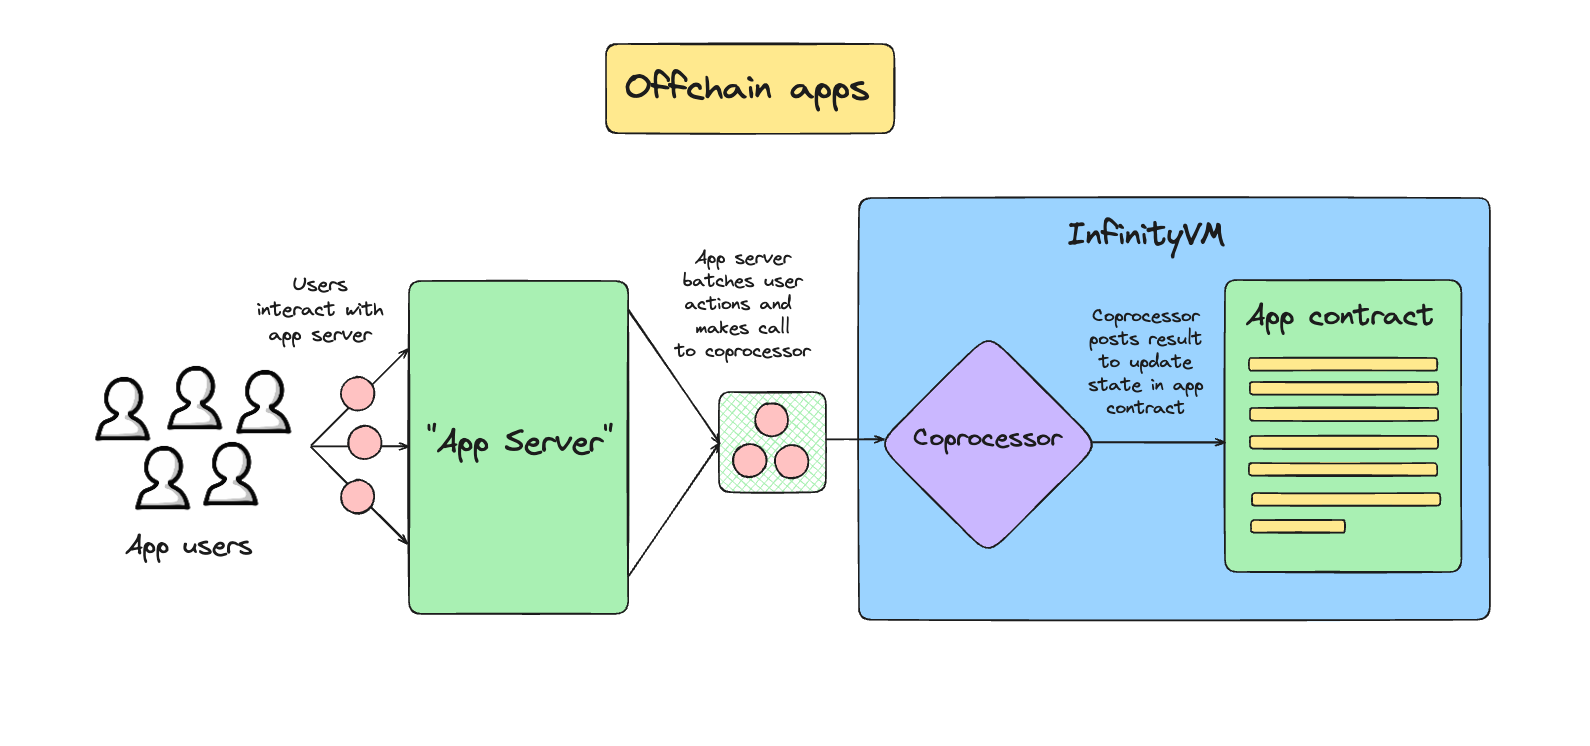 Offchain apps
InfinityVM
Users
interact with
app server
App users
"App Server"
App server
batches user
actions and
makes call
to coprocessor
Coprocessor
Coprocessor
posts result
to update
state in app
contract
App contract